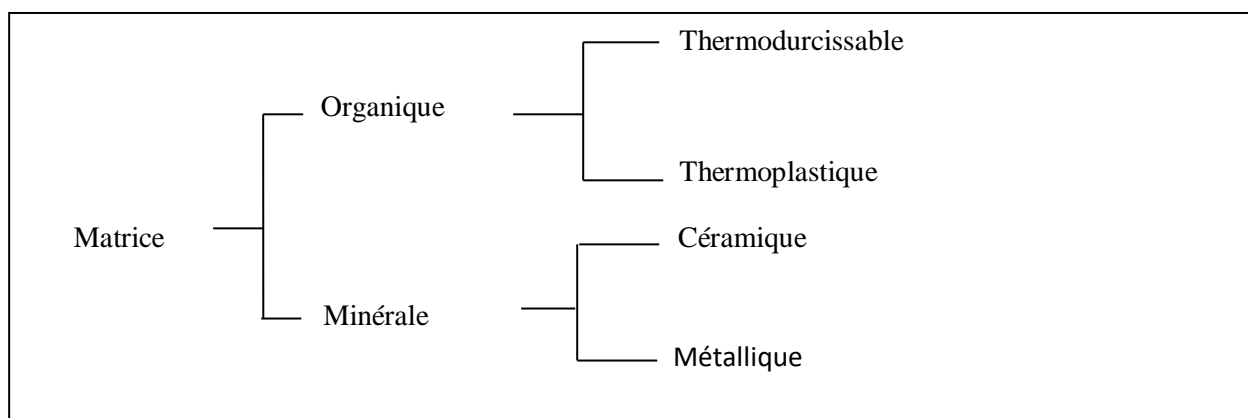 Thermodurcissable
Organique
Thermoplastique
Matrice
Céramique
Minérale
Métallique